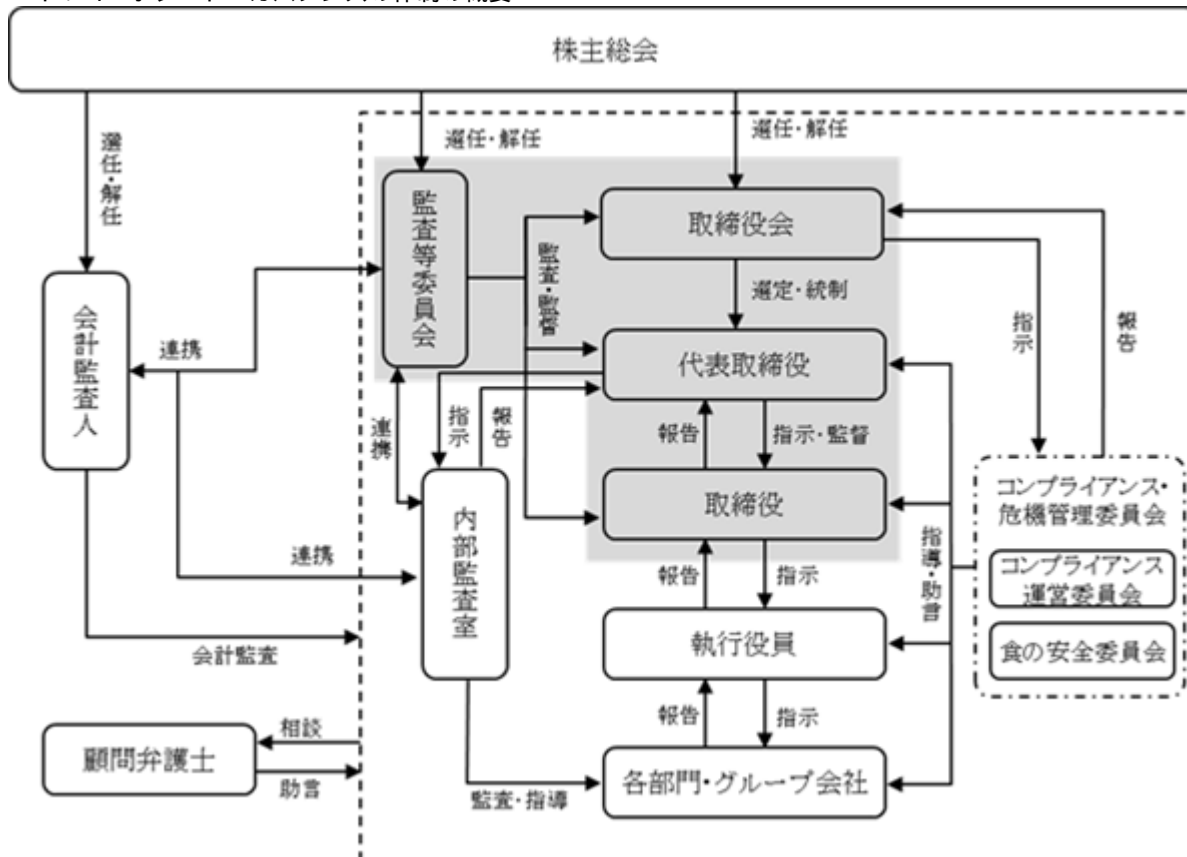 株主総会
選任・解任
選任・解任
選任・解任
監査等委員会
取締役会
監査・監督
選定・統制
指示
報告
会計監査人
連携
代表取締役
連携
指示
報告
報告
指示・監督
取締役
コンプライアンス・
危機管理委員会
コンプライアンス
運営委員会
食の安全委員会
内部監査室
連携
指導・助言
報告
指示
執行役員
会計監査
報告
指示
顧問弁護士
相談
助言
監査・指導
各部門・グループ会社